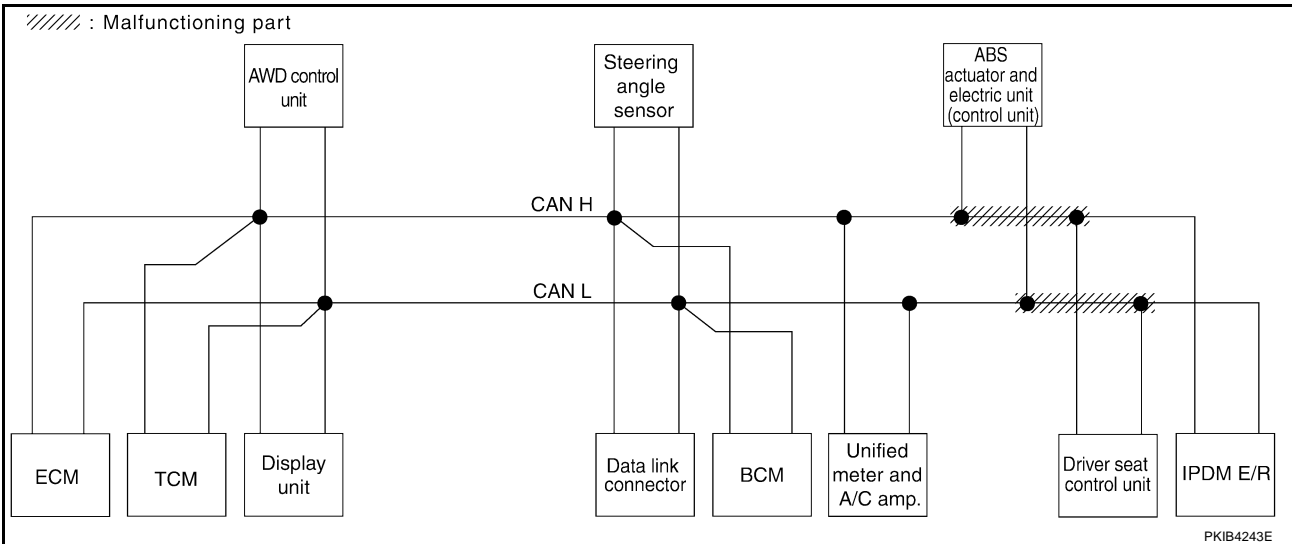 : Malfunctioning part
AWD control
unit
Steering
angle
sensor
ABS
actuator and
electric unit
(control unit)
CAN H
CAN L
ECM
TCM
Display
unit
Data link
connector
BCM
Unified
meter and
A/C amp.
Driver seat
control unit
IPDM E/R
PKIB4243E